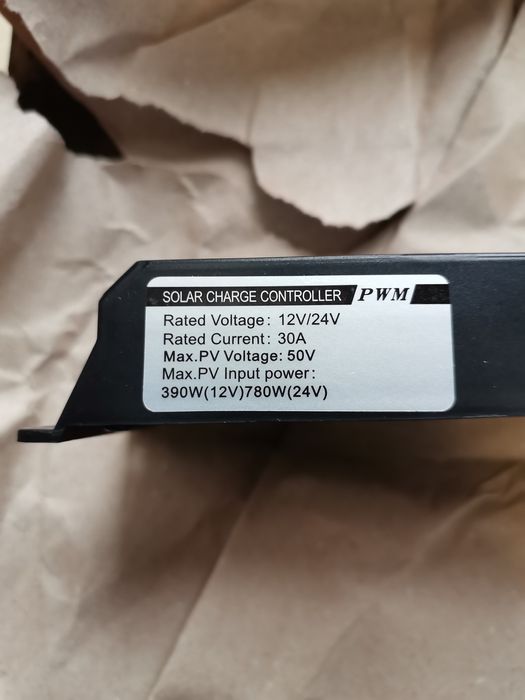 SOLAR CHARGE CONTROLLER PWM
Rated Voltage: 12V/24V
Rated Current: 30A
Max.PV Voltage: 50V
Max.PV Input power:
390W(12V)780W(24V)